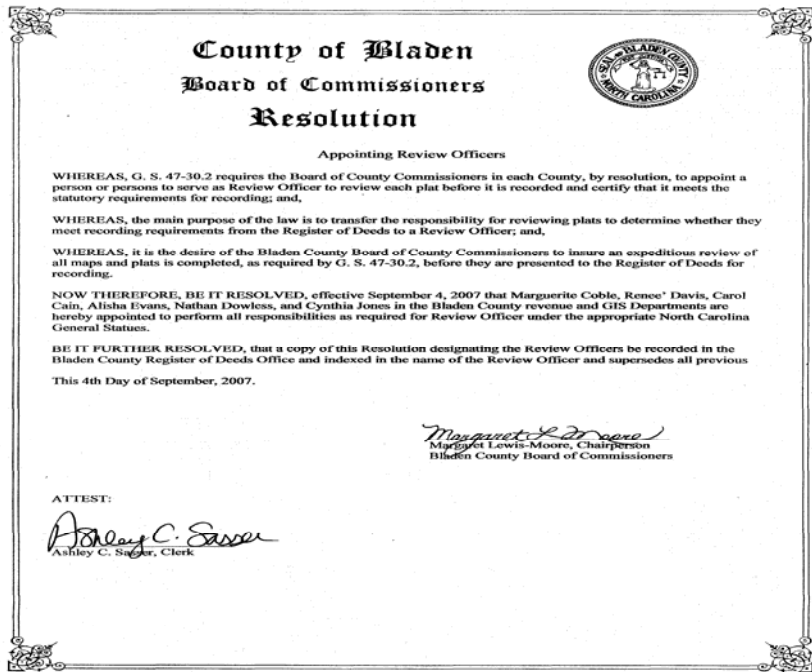 County of Bladen
Board of Commissioners
Resolution
SEAL OF BLADEN COUNTY
NORTH CAROLINA
Appointing Review Officers
WHEREAS, G. S. 47-30.2 requires the Board of County Commissioners in each County, by resolution, to appoint a
person or persons to serve as Review Officer to review each plat before it is recorded and certify that it meets the
statutory requirements for recording; and,
WHEREAS, the main purpose of the law is to transfer the responsibility for reviewing plats to determine whether they
meet recording requirements from the Register of Deeds to a Review Officer; and,
WHEREAS, it is the desire of the Bladen County Board of County Commissioners to insure an expeditious review of
all maps and plats is completed, as required by G. S. 47-30.2, before they are presented to the Register of Deeds for
recording.
NOW THEREFORE, BE IT RESOLVED, effective September 4, 2007 that Marguerite Coble, Renee' Davis, Carol
Cain, Alisha Evans, Nathan Dowless, and Cynthia Jones in the Bladen County revenue and GIS Departments are
hereby appointed to perform all responsibilities as required for Review Officer under the appropriate North Carolina
General Statues.
BE IT FURTHER RESOLVED, that a copy of this Resolution designating the Review Officers be recorded in the
Bladen County Register of Deeds Office and indexed in the name of the Review Officer and supersedes all previous
This 4th Day of September, 2007.
Margaret L Moore
Margaret Lewis-Moore, Chairperson
Bladen County Board of Commissioners
ATTEST:
Ashley C. Sasser
Ashley C. Sasser, Clerk